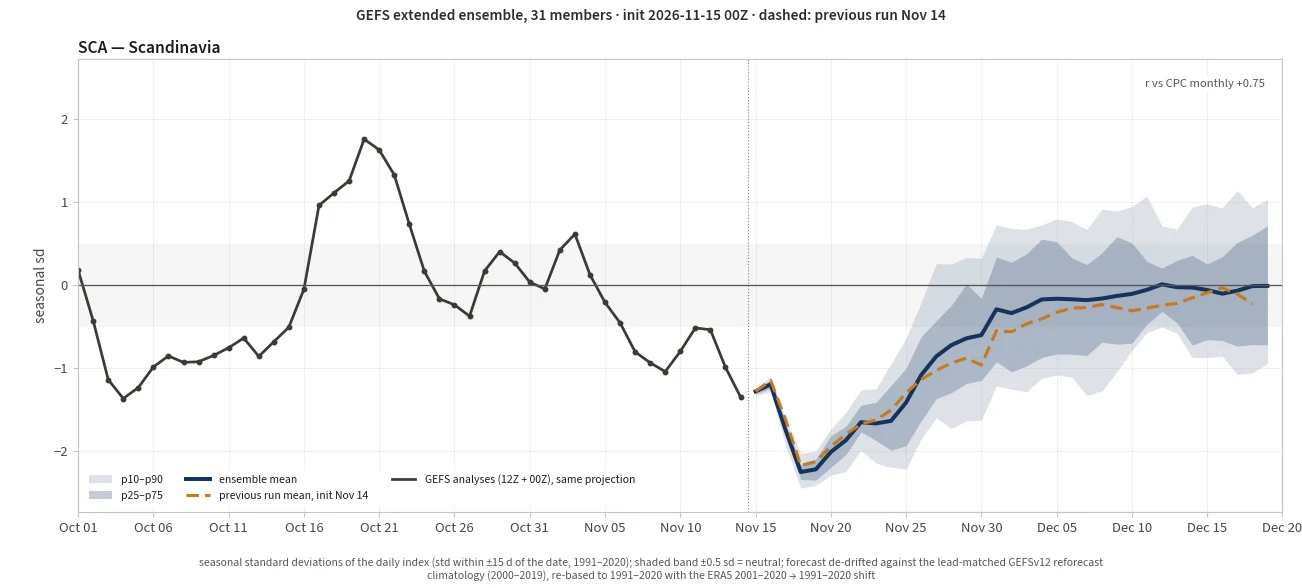 GEFS extended ensemble, 31 members · init 2026-11-15 00Z · dashed: previous run Nov 14
SCA — Scandinavia
r vs CPC monthly +0.75
seasonal sd
2
1
0
−1
−2
p10–p90
p25–p75
ensemble mean
previous run mean, init Nov 14
GEFS analyses (12Z + 00Z), same projection
Oct 01 Oct 06 Oct 11 Oct 16 Oct 21 Oct 26 Oct 31 Nov 05 Nov 10 Nov 15 Nov 20 Nov 25 Nov 30 Dec 05 Dec 10 Dec 15 Dec 20
seasonal standard deviations of the daily index (std within ±15 d of the date, 1991–2020); shaded band ±0.5 sd = neutral; forecast de-drifted against the lead-matched GEFSv12 reforecast
climatology (2000–2019), re-based to 1991–2020 with the ERA5 2001–2020 → 1991–2020 shift